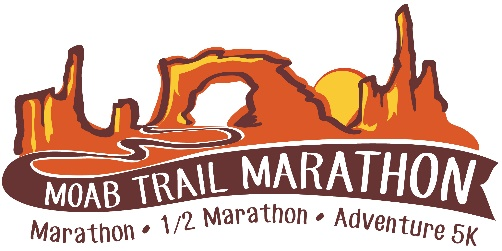 MOAB TRAIL MARATHON
Marathon • 1/2 Marathon • Adventure 5K